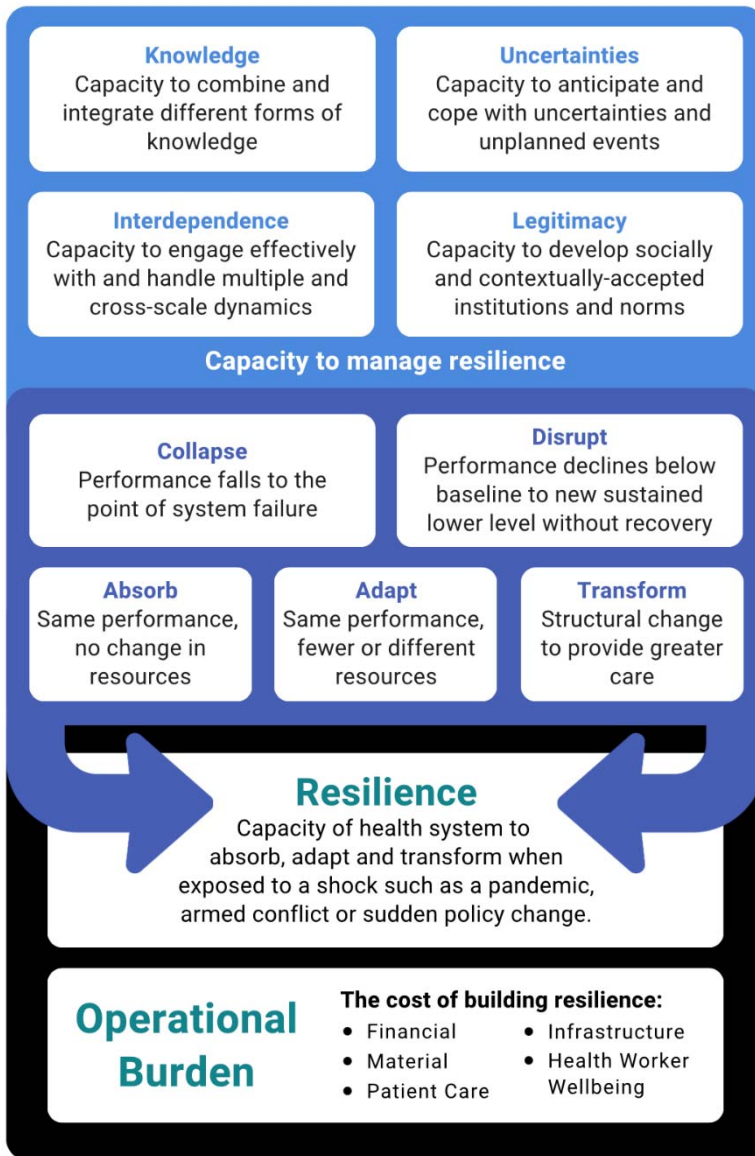 Knowledge
Capacity to combine and
integrate different forms of
knowledge
Uncertainties
Capacity to anticipate and
cope with uncertainties and
unplanned events
Interdependence
Capacity to engage effectively
with and handle multiple and
cross-scale dynamics
Legitimacy
Capacity to develop socially
and contextually-accepted
institutions and norms
Capacity to manage resilience
Collapse
Performance falls to the
point of system failure
Disrupt
Performance declines below
baseline to new sustained
lower level without recovery
Absorb
Same performance,
no change in
resources
Adapt
Same performance,
fewer or different
resources
Transform
Structural change
to provide greater
care
Resilience
Capacity of health system to
absorb, adapt and transform when
exposed to a shock such as a pandemic,
armed conflict or sudden policy change.
Operational
Burden
The cost of building resilience:
• Financial
• Material
• Patient Care
• Infrastructure
• Health Worker
Wellbeing